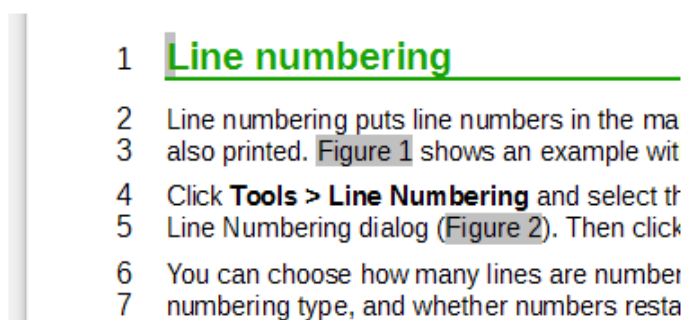 1 Line numbering
2 Line numbering puts line numbers in the ma
3 also printed. Figure 1 shows an example wit
4 Click Tools > Line Numbering and select th
5 Line Numbering dialog (Figure 2). Then click
6 You can choose how many lines are number
7 numbering type, and whether numbers resta